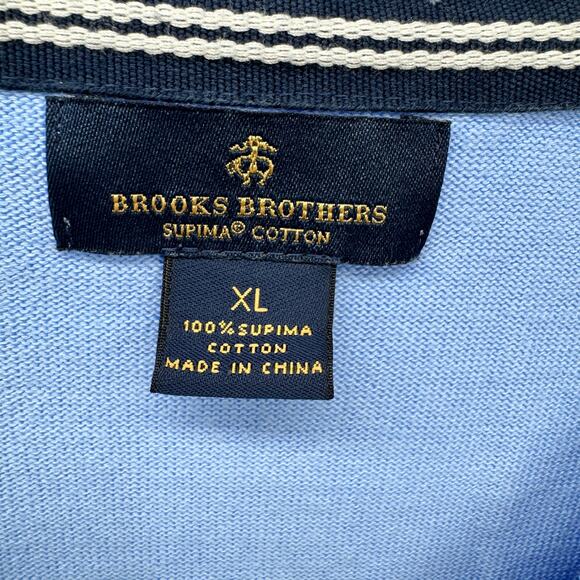 BROOKS BROTHERS
SUPIMA® COTTON
XL
100% SUPIMA
COTTON
MADE IN CHINA